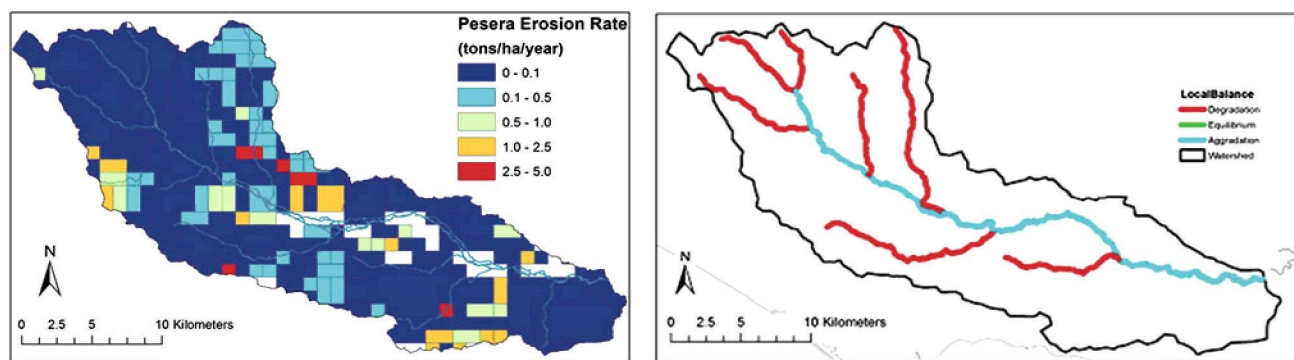 Pesera Erosion Rate
(tons/ha/year)
0 - 0.1
0.1 - 0.5
0.5 - 1.0
1.0 - 2.5
2.5 - 5.0
N
0 2.5 5 10 Kilometers
LocalBalance
Degradation
Equilibrium
Aggradation
Watershed
N
0 2.5 5 10 Kilometers